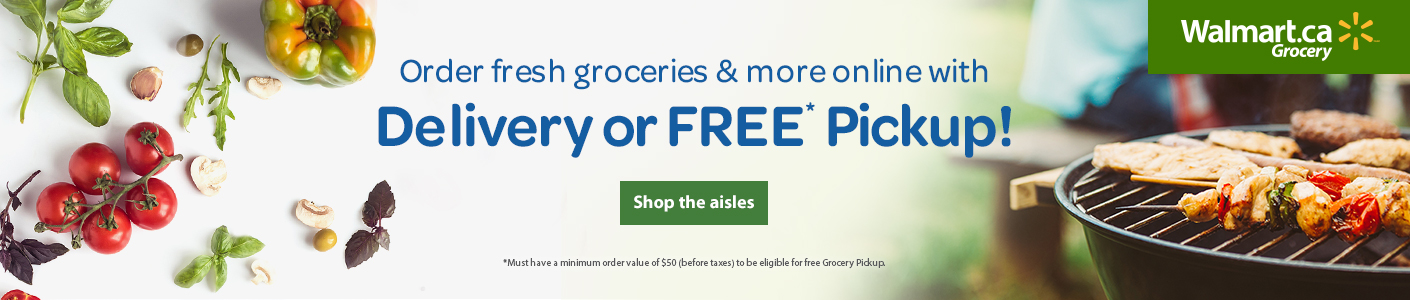 Order fresh groceries & more online with
Delivery or FREE* Pickup!
Shop the aisles
*Must have a minimum order value of $50 (before taxes) to be eligible for free Grocery Pickup.
Walmart.ca
Grocery